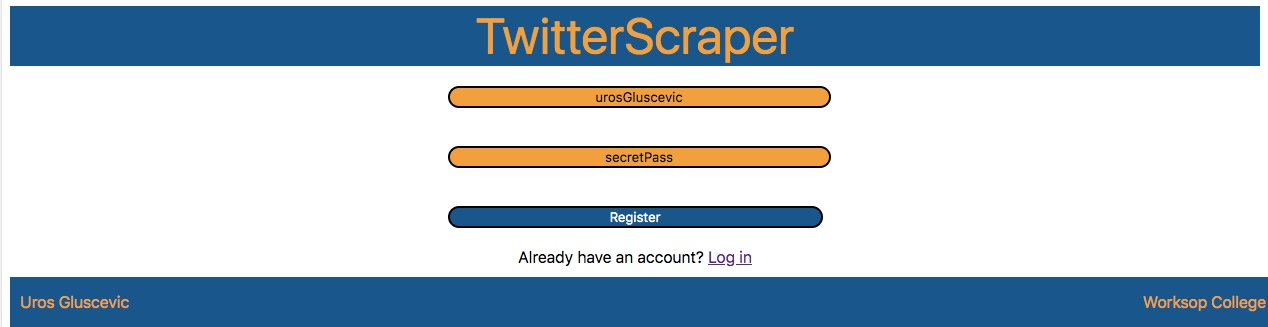 TwitterScraper
urosGluscevic
secretPass
Register
Already have an account? Log in
Uros Gluscevic
Worksop College